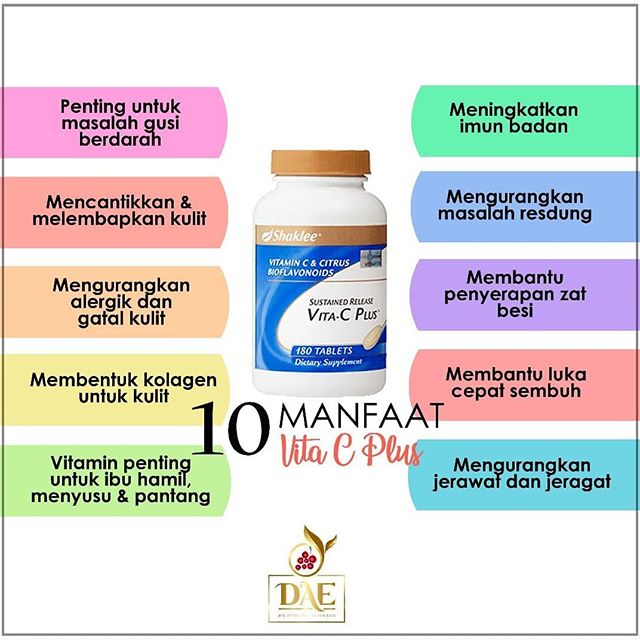 Penting untuk
masalah gusi
berdarah
Mencantikkan &
melembapkan kulit
Mengurangkan
alergik dan
gatal kulit
Membentuk kolagen
untuk kulit
Vitamin penting
untuk ibu hamil,
menyusu & pantang
Shaklee®
VITAMIN C & CITRUS
BIOFLAVONOIDS
SUSTAINED RELEASE
VITA-C PLUS™
180 TABLETS
Dietary Supplement
10 MANFAAT
Vita C Plus
Meningkatkan
imun badan
Mengurangkan
masalah resdung
Membantu
penyerapan zat
besi
Membantu luka
cepat sembuh
Mengurangkan
jerawat dan jeragat
DAE